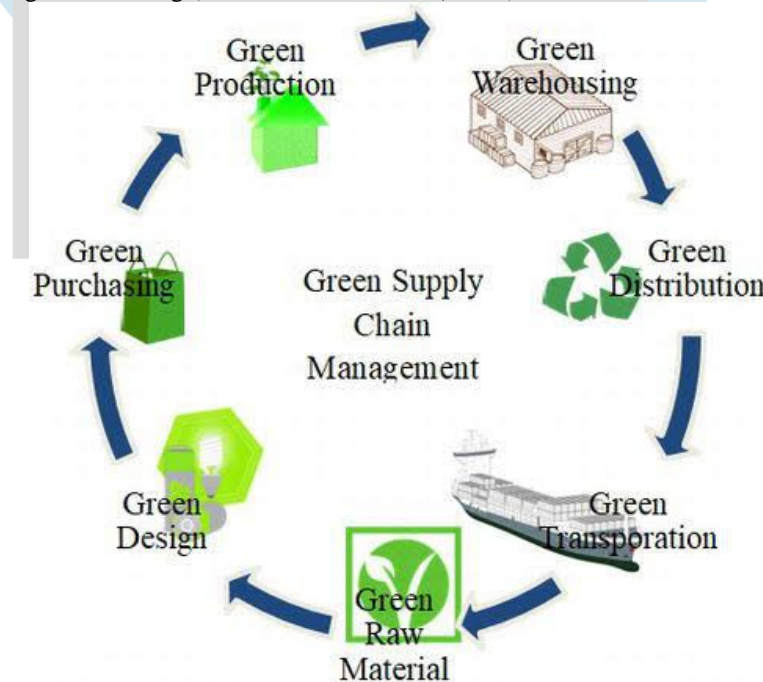 Green
Production
Green
Warehousing
Green
Distribution
Green
Transporation
Green
Raw
Material
Green
Design
Green
Purchasing
Green Supply
Chain
Management